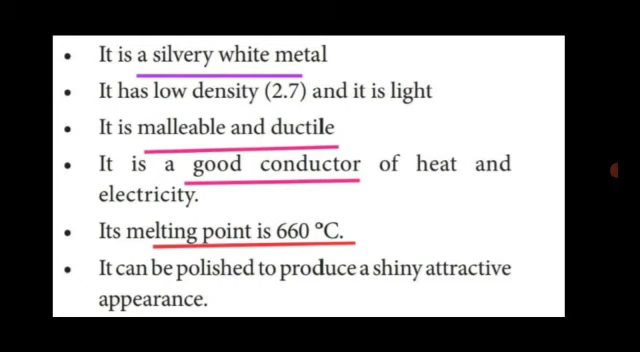 • It is a silvery white metal
• It has low density (2.7) and it is light
• It is malleable and ductile
• It is a good conductor of heat and
electricity.
• Its melting point is 660 °C.
• It can be polished to produce a shiny attractive
appearance.